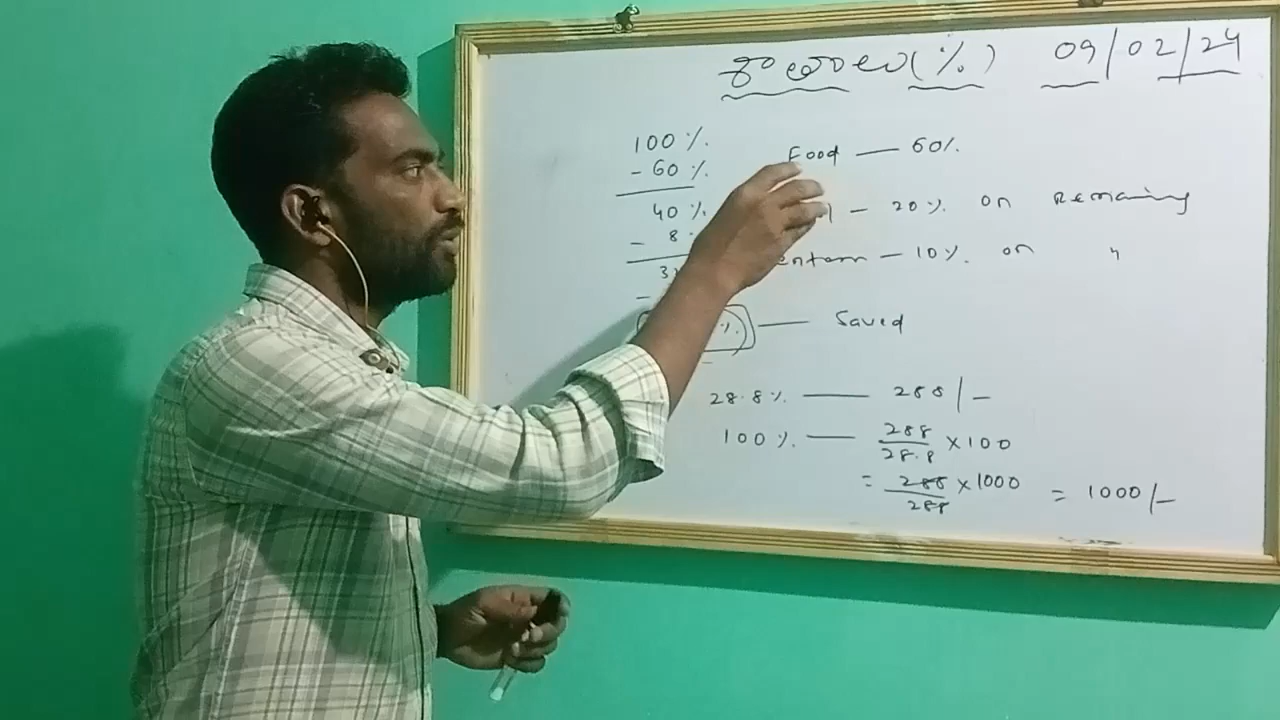 శాతాలు (%) 09/02/24
100 %.
- 60 %.
40 %.
- 8
3
-
Food — 60%.
- 20%. on Remaining
- 10%. on "
%. — Saved
28.8%. — 288/-
100%. — 288/28.8 × 100
= 288/288 × 1000 = 1000/-